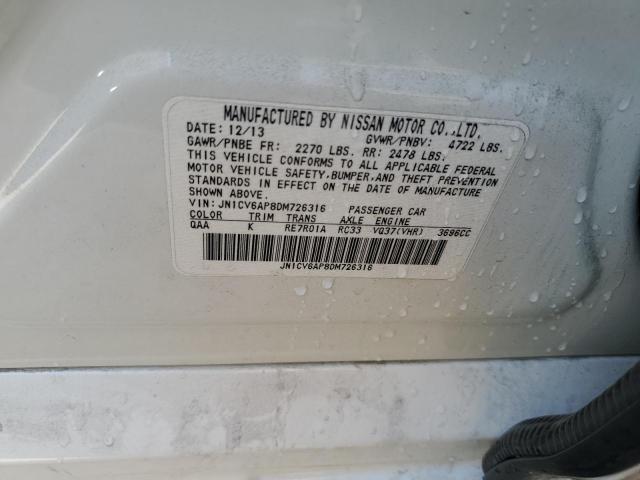 MANUFACTURED BY NISSAN MOTOR CO.,LTD.
DATE: 12/13 GVWR/PNBV: 4722 LBS.
GAWR/PNBE FR: 2270 LBS. RR: 2478 LBS.
THIS VEHICLE CONFORMS TO ALL APPLICABLE FEDERAL
MOTOR VEHICLE SAFETY, BUMPER, AND THEFT PREVENTION
STANDARDS IN EFFECT ON THE DATE OF MANUFACTURE
SHOWN ABOVE.
VIN: JN1CV6AP8DM726316 PASSENGER CAR
COLOR TRIM TRANS AXLE ENGINE
QAA K RE7R01A RC33 VQ37(VHR) 3696CC
JN1CV6AP8DM726316